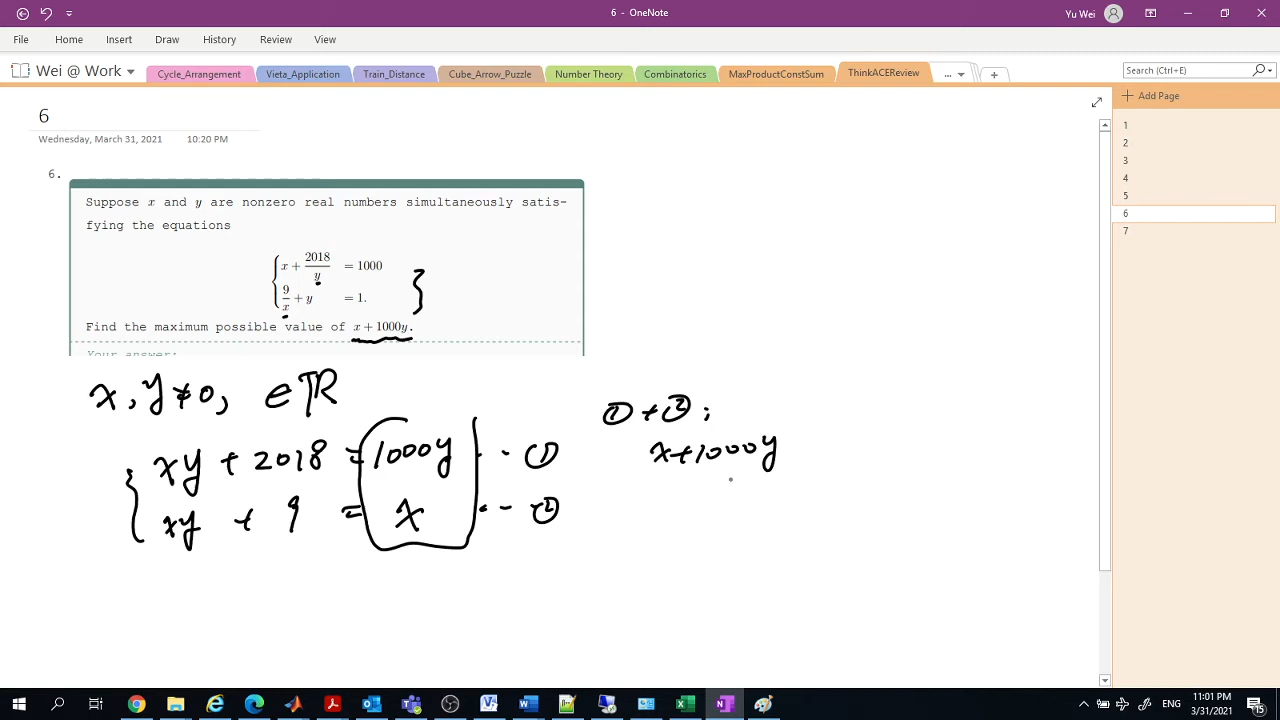 6 - OneNote
Yu Wei
File Home Insert Draw History Review View
Wei @ Work
Cycle_Arrangement Vieta_Application Train_Distance Cube_Arrow_Puzzle Number Theory Combinatorics MaxProductConstSum ThinkACEReview ...
Search (Ctrl+E)
Add Page
1
2
3
4
5
6
7
6
Wednesday, March 31, 2021 10:20 PM
6.
Suppose x and y are nonzero real numbers simultaneously satis-
fying the equations
x + 2018/y = 1000
9/x + y = 1.
Find the maximum possible value of x + 1000y.
Your answer:
x, y ≠ 0, ∈ ℝ
xy + 2018 = 1000y -- ①
xy + 9 = x -- ②
① + ② ;
x + 1000y
11:01 PM
3/31/2021
15